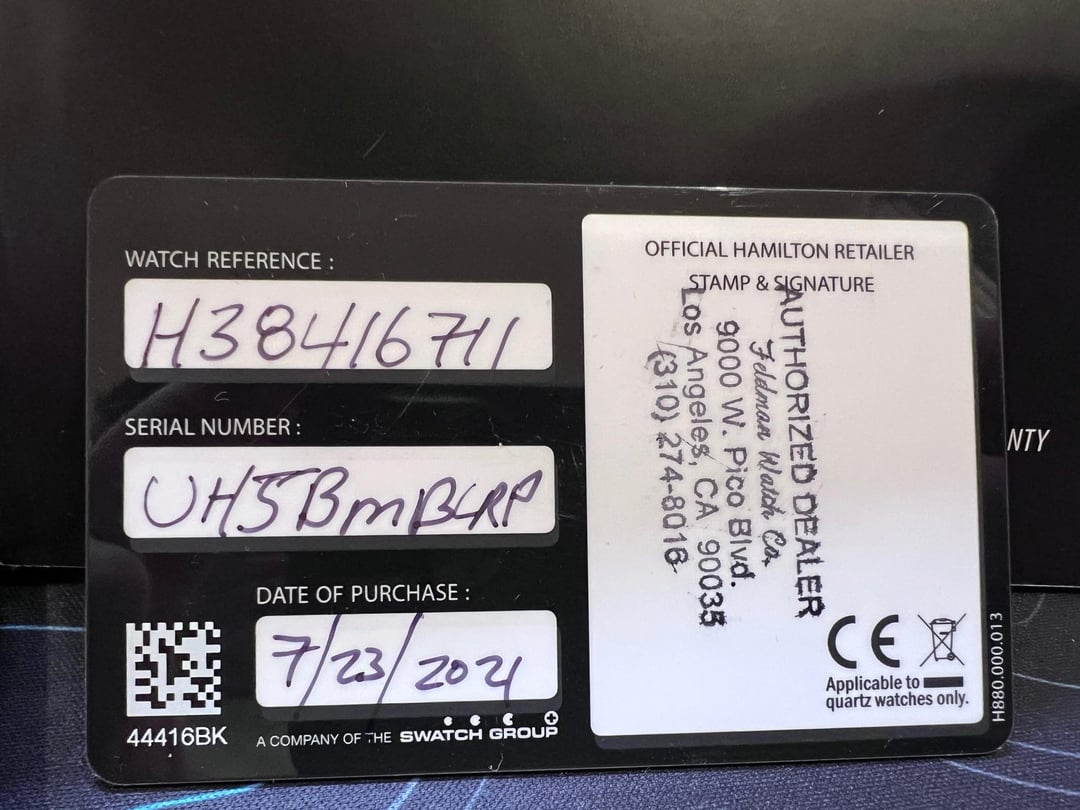 WATCH REFERENCE :
H38416711
SERIAL NUMBER :
UH5BmBLRP
DATE OF PURCHASE :
7/23/2021
44416BK
A COMPANY OF THE SWATCH GROUP
OFFICIAL HAMILTON RETAILER
STAMP & SIGNATURE
AUTHORIZED DEALER
Feldman Watch Co.
9000 W. Pico Blvd.
Los Angeles, CA 90035
(310) 274-8016
CE
Applicable to
quartz watches only.
H880.000.013
NTY